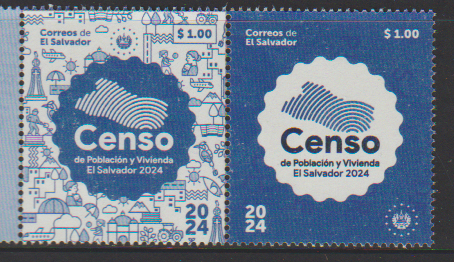 Correos de
El Salvador
$ 1.00
Censo
de Población y Vivienda
El Salvador 2024
20
24
Correos de
El Salvador
$ 1.00
Censo
de Población y Vivienda
El Salvador 2024
20
24